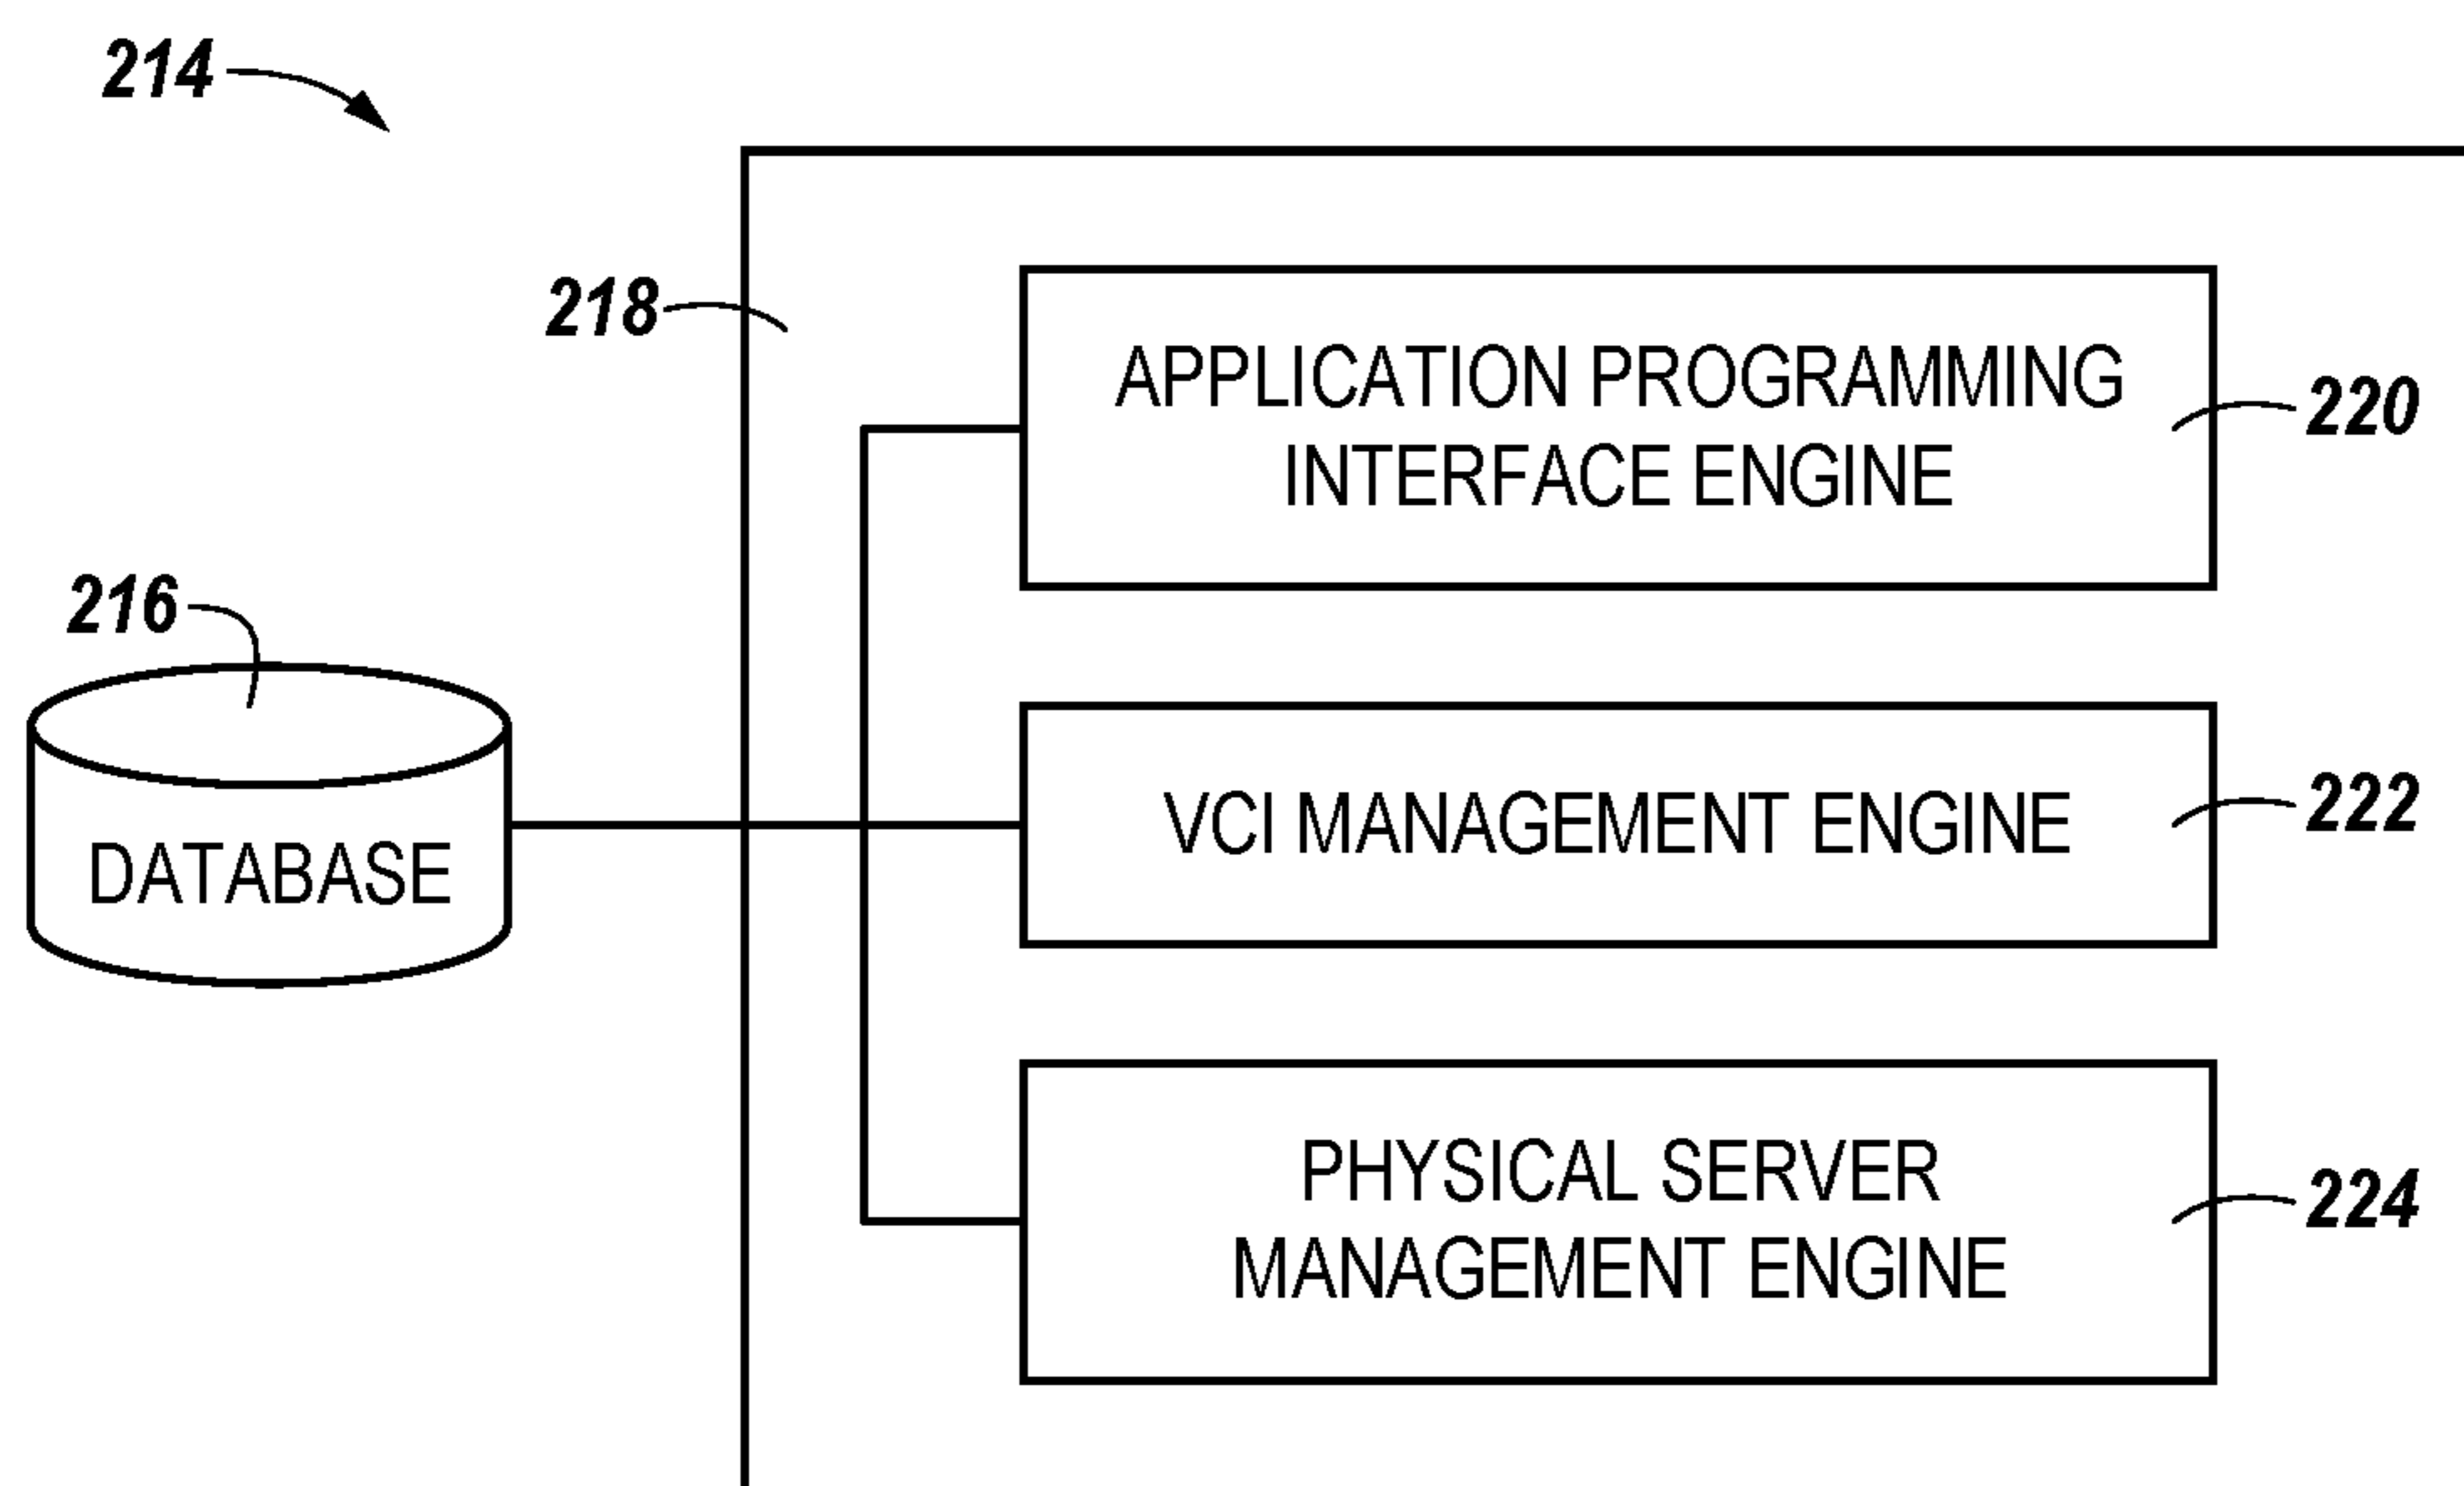 214
218
APPLICATION PROGRAMMING
INTERFACE ENGINE
220
216
DATABASE
VCI MANAGEMENT ENGINE
222
PHYSICAL SERVER
MANAGEMENT ENGINE
224